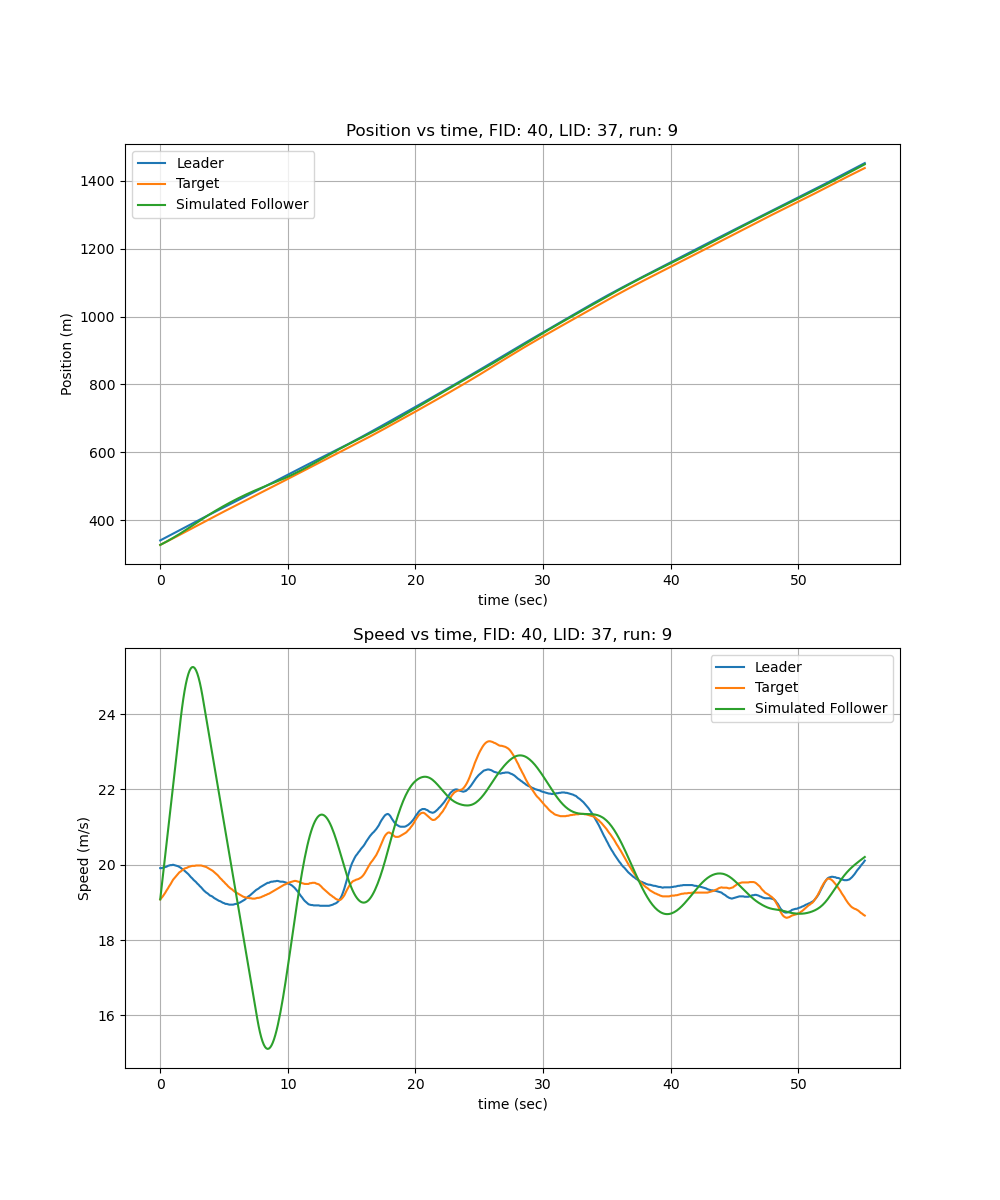 Position vs time, FID: 40, LID: 37, run: 9
Leader
Target
Simulated Follower
1400
1200
1000
800
600
400
Position (m)
0 10 20 30 40 50
time (sec)
Speed vs time, FID: 40, LID: 37, run: 9
Leader
Target
Simulated Follower
24
22
20
18
16
Speed (m/s)
0 10 20 30 40 50
time (sec)